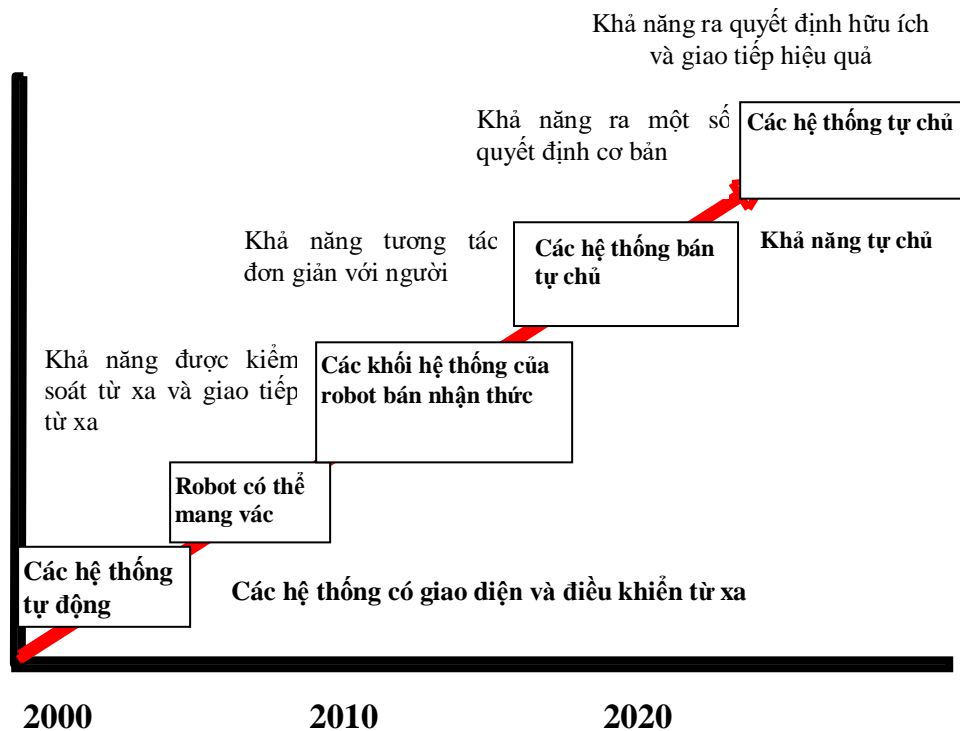 Khả năng ra quyết định hữu ích
và giao tiếp hiệu quả
Khả năng ra một số
quyết định cơ bản
Các hệ thống tự chủ
Khả năng tương tác
đơn giản với người
Các hệ thống bán
tự chủ
Khả năng tự chủ
Khả năng được kiểm
soát từ xa và giao tiếp
từ xa
Các khối hệ thống của
robot bán nhận thức
Robot có thể
mang vác
Các hệ thống
tự động
Các hệ thống có giao diện và điều khiển từ xa
2000 2010 2020